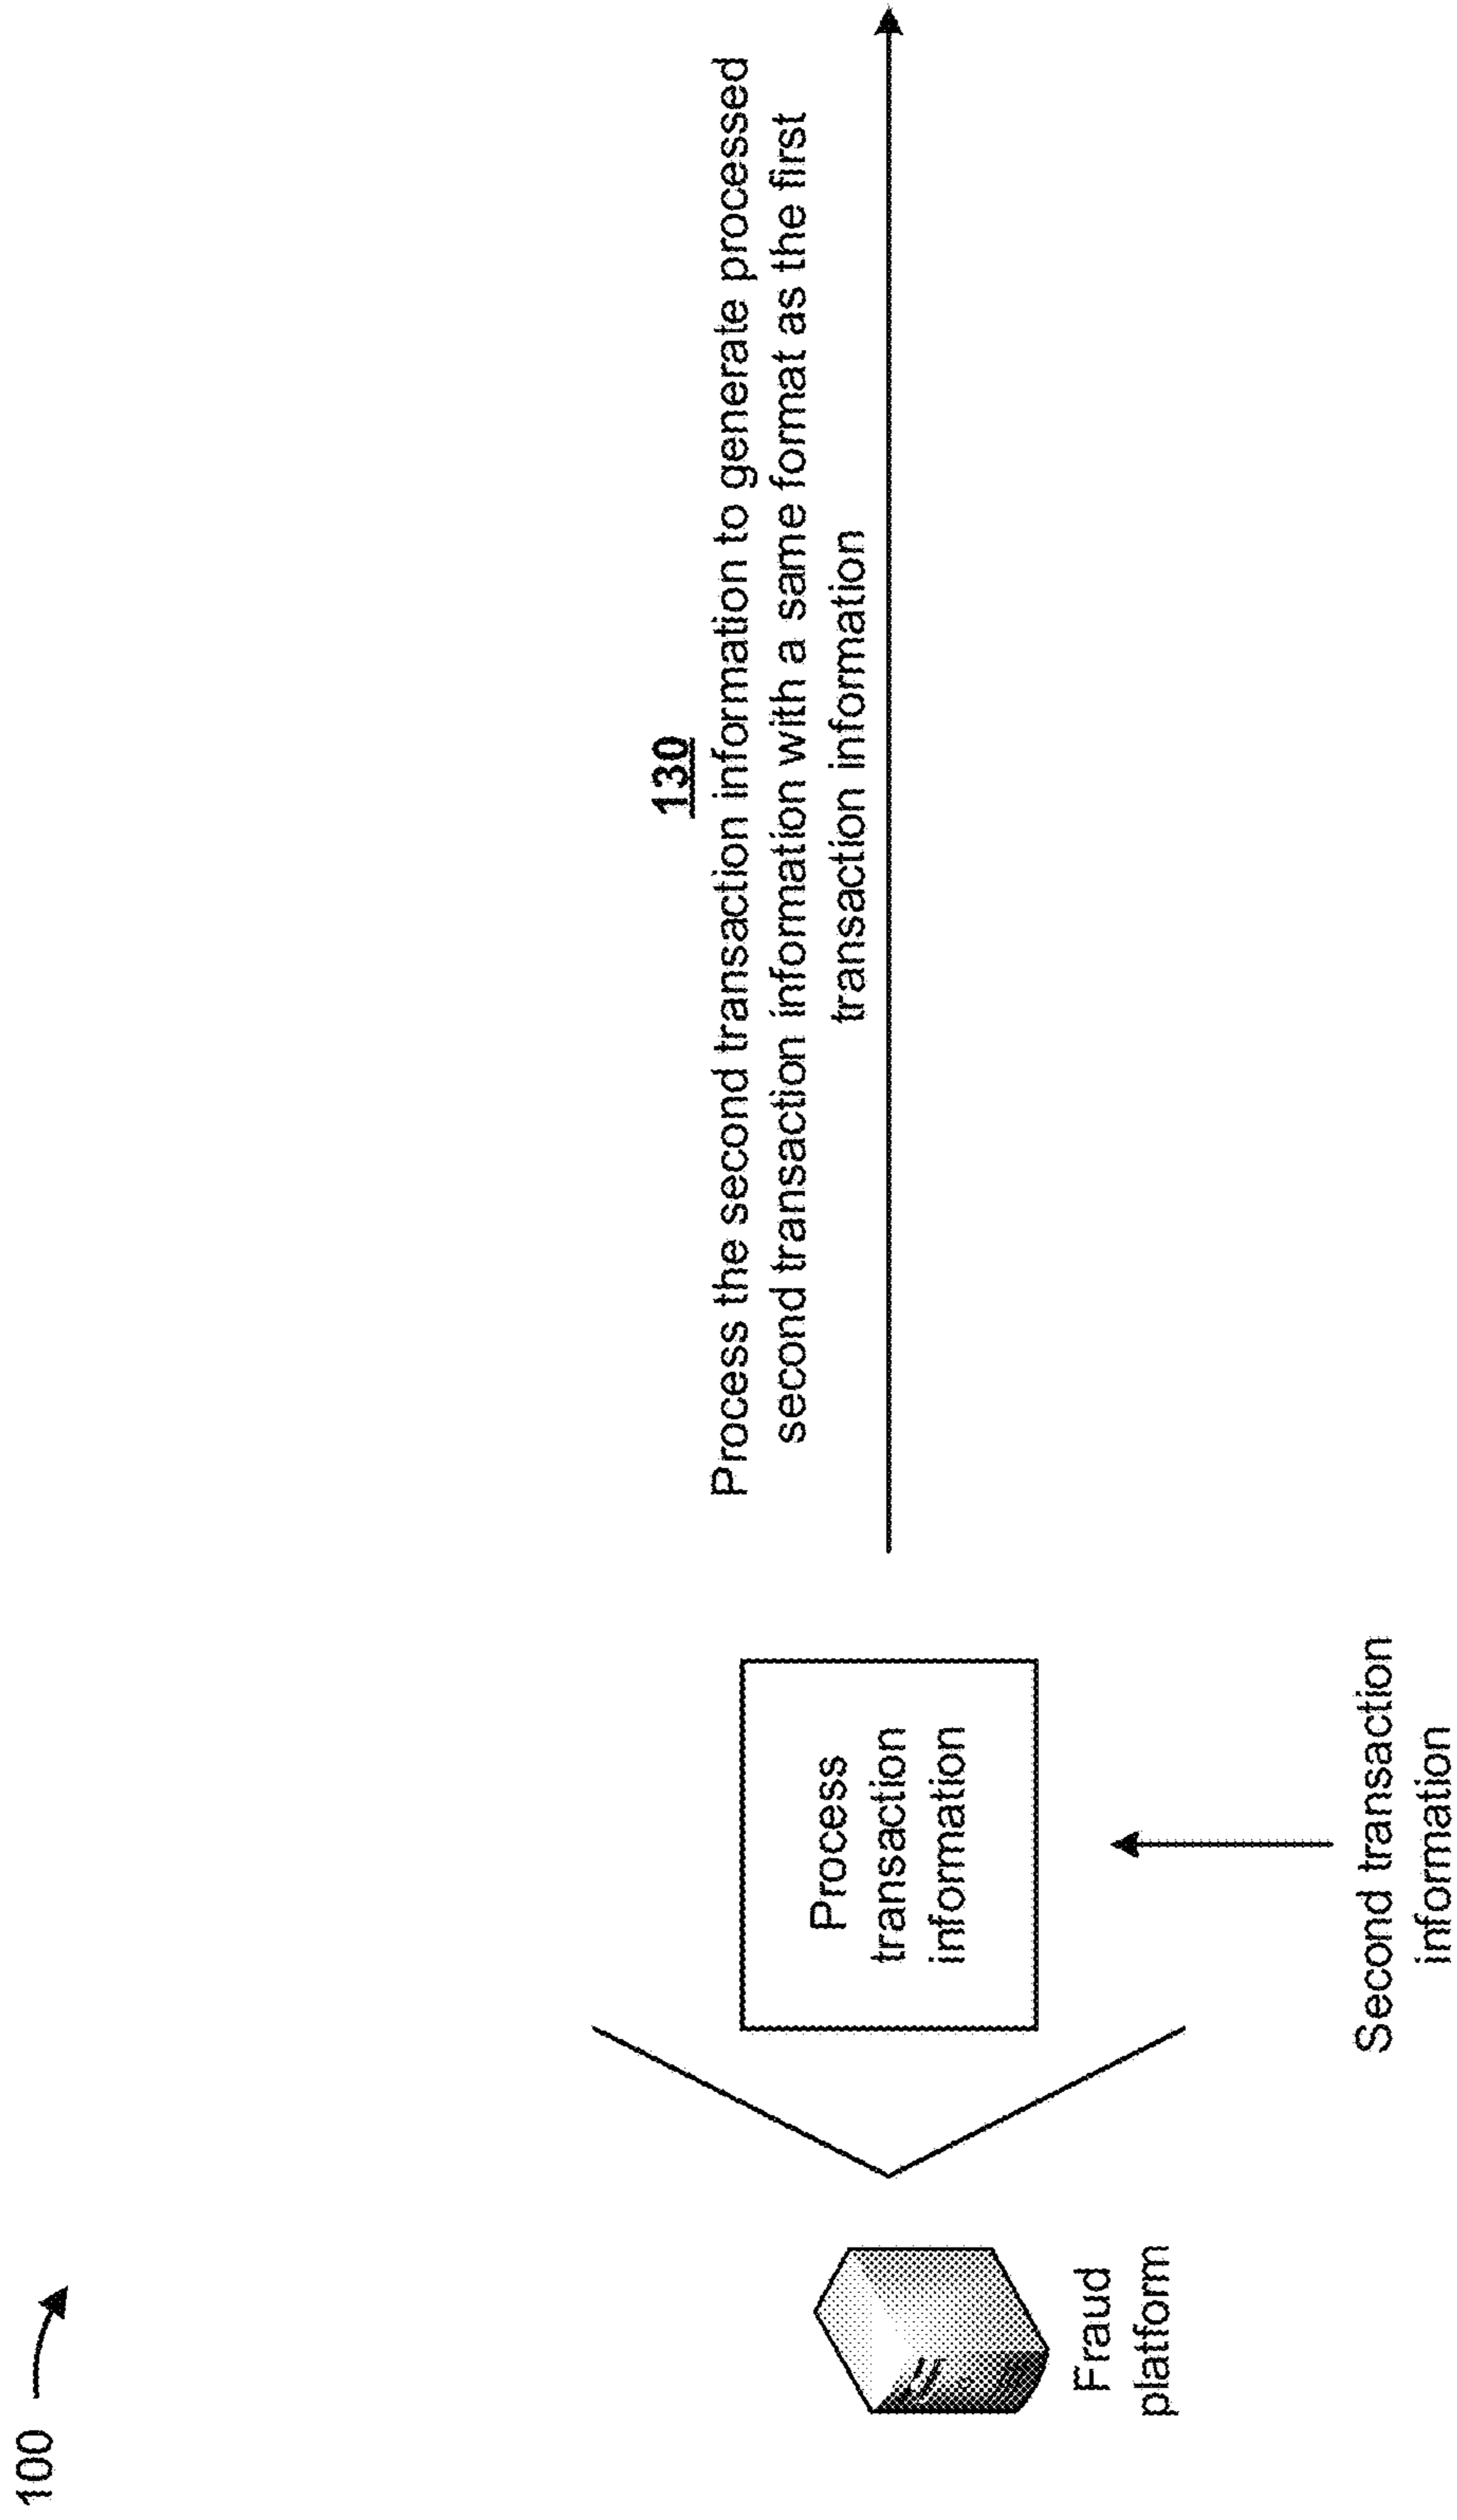 100
130
Process the second transaction information to generate processed
second transaction information with a same format as the first
transaction information
Process
transaction
information
Fraud
platform
Second transaction
information